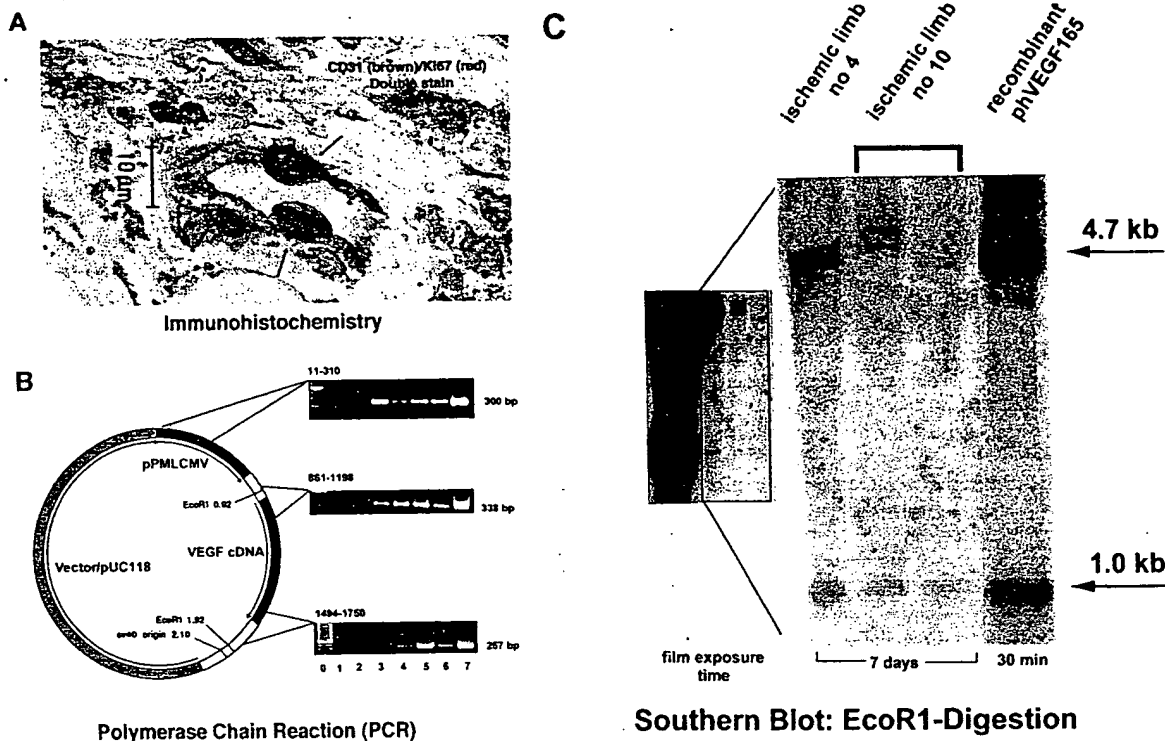 A
CD31 (brown)/Ki67 (red)
Double stain
10 µm
Immunohistochemistry
B
11-310
300 bp
pPMLCMV
EcoR1 0.92
861-1198
338 bp
VEGF cDNA
Vector/pUC118
EcoR1 1.92
sv40 origin 2.10
1494-1750
257 bp
0 1 2 3 4 5 6 7
Polymerase Chain Reaction (PCR)
C
Ischemic limb
no 4
Ischemic limb
no 10
recombinant
phVEGF165
4.7 kb
1.0 kb
film exposure
time
7 days
30 min
Southern Blot: EcoR1-Digestion